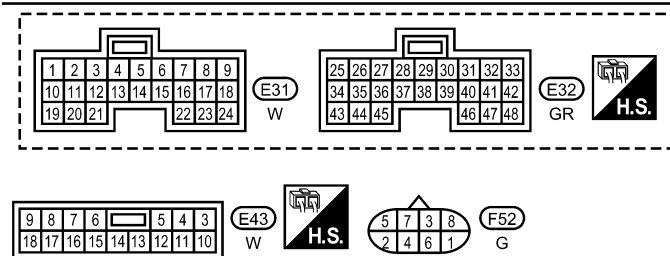 1 2 3 4 5 6 7 8 9
10 11 12 13 14 15 16 17 18
19 20 21 22 23 24
E31
W
25 26 27 28 29 30 31 32 33
34 35 36 37 38 39 40 41 42
43 44 45 46 47 48
E32
GR
H.S.
9 8 7 6 5 4 3
18 17 16 15 14 13 12 11 10
E43
W
H.S.
5 7 3 8
2 4 6 1
F52
G